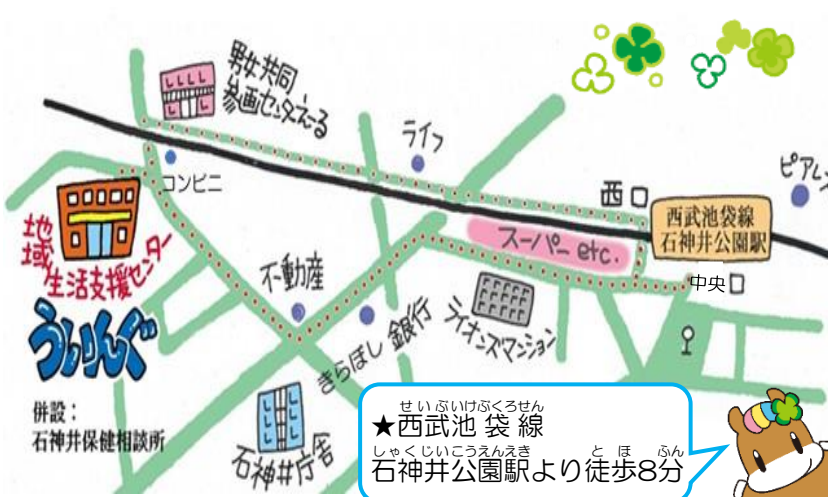 男女共同
参画センターえーる
ライフ
コンビニ
西口
西武池袋線
石神井公園駅
スーパー etc.
中央口
地域
生活支援センター
ういんぐ
不動産
きらぼし銀行
ライオンズマンション
石神井庁舎
併設:
石神井保健相談所
せいぶいけぶくろせん
★西武池袋線
しゃくじいこうえんえき とほ ふん
石神井公園駅より徒歩8分